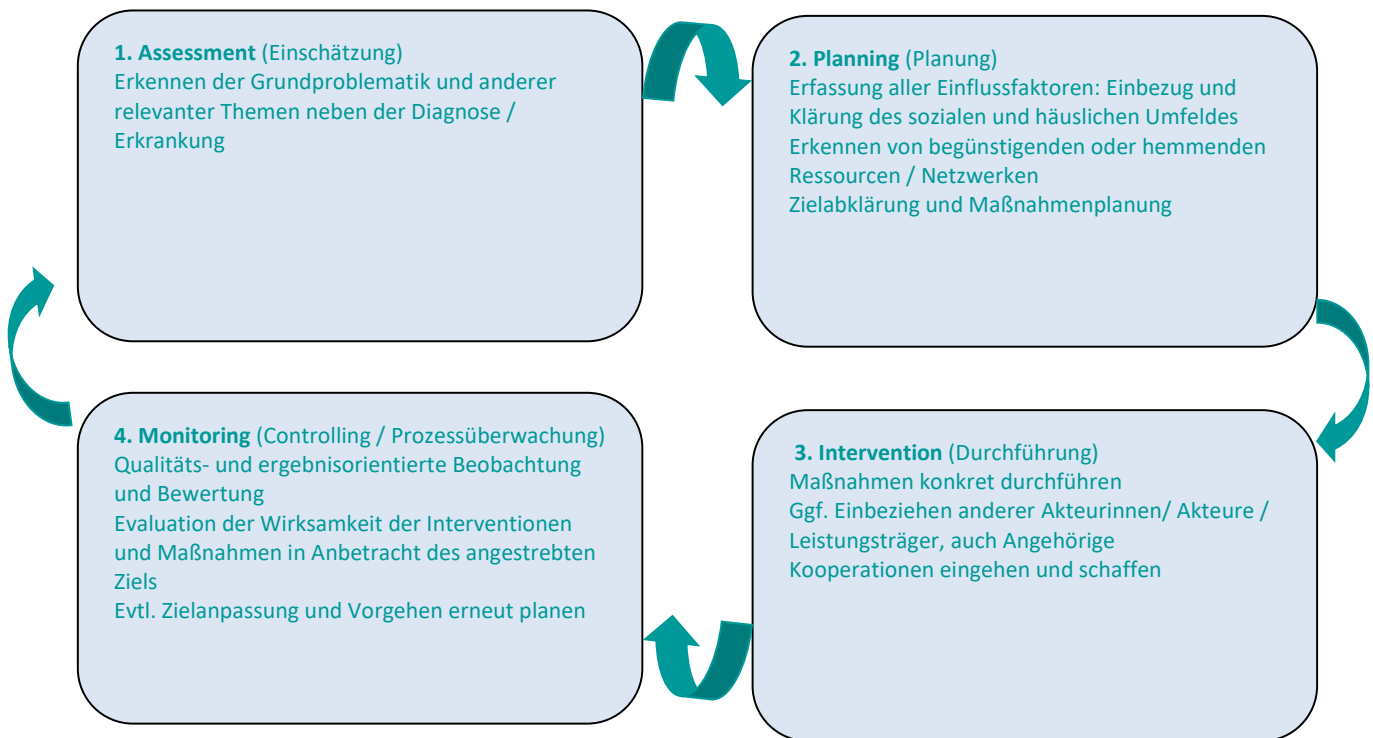 1. Assessment (Einschätzung)
Erkennen der Grundproblematik und anderer
relevanter Themen neben der Diagnose /
Erkrankung
2. Planning (Planung)
Erfassung aller Einflussfaktoren: Einbezug und
Klärung des sozialen und häuslichen Umfeldes
Erkennen von begünstigenden oder hemmenden
Ressourcen / Netzwerken
Zielabklärung und Maßnahmenplanung
3. Intervention (Durchführung)
Maßnahmen konkret durchführen
Ggf. Einbeziehen anderer Akteurinnen/ Akteure /
Leistungsträger, auch Angehörige
Kooperationen eingehen und schaffen
4. Monitoring (Controlling / Prozessüberwachung)
Qualitäts- und ergebnisorientierte Beobachtung
und Bewertung
Evaluation der Wirksamkeit der Interventionen
und Maßnahmen in Anbetracht des angestrebten
Ziels
Evtl. Zielanpassung und Vorgehen erneut planen